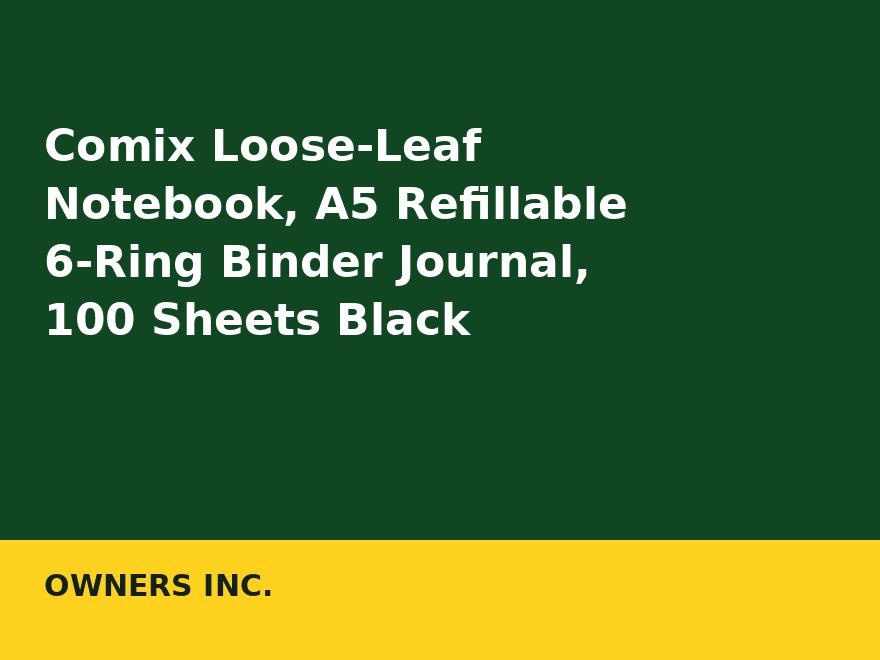 Comix Loose-Leaf
Notebook, A5 Refillable
6-Ring Binder Journal,
100 Sheets Black
OWNERS INC.